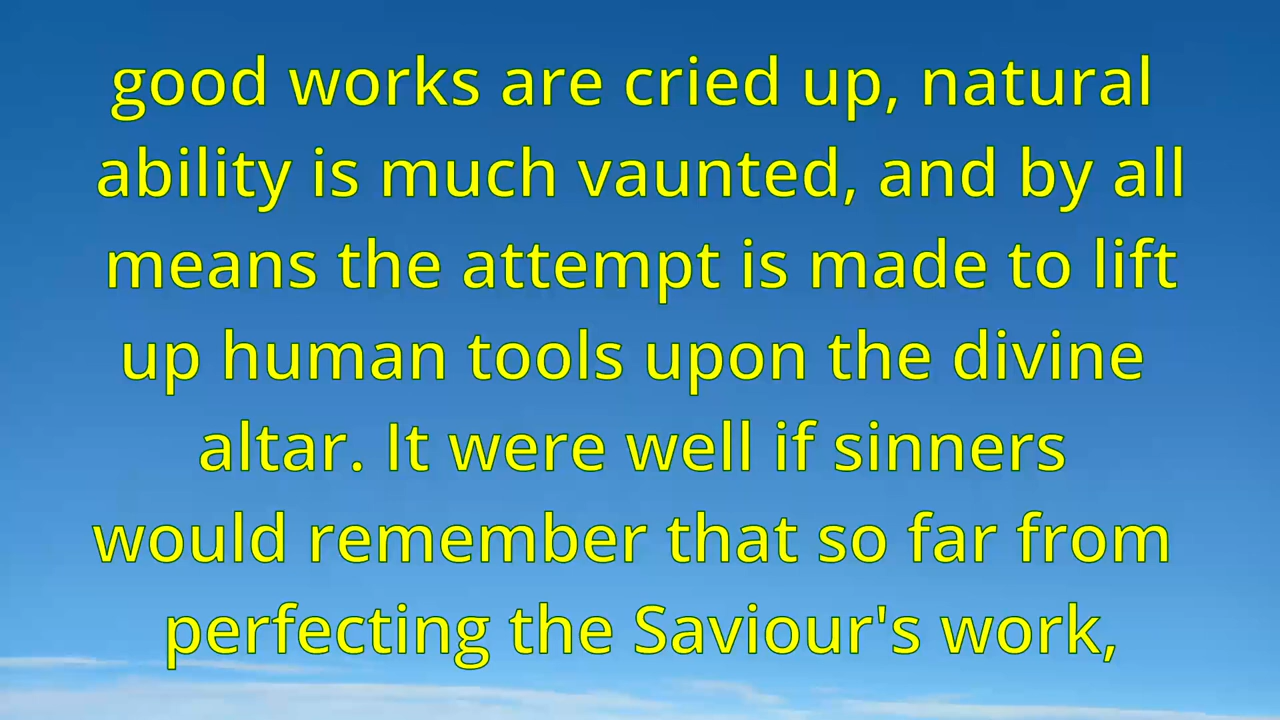 good works are cried up, natural
ability is much vaunted, and by all
means the attempt is made to lift
up human tools upon the divine
altar. It were well if sinners
would remember that so far from
perfecting the Saviour's work,